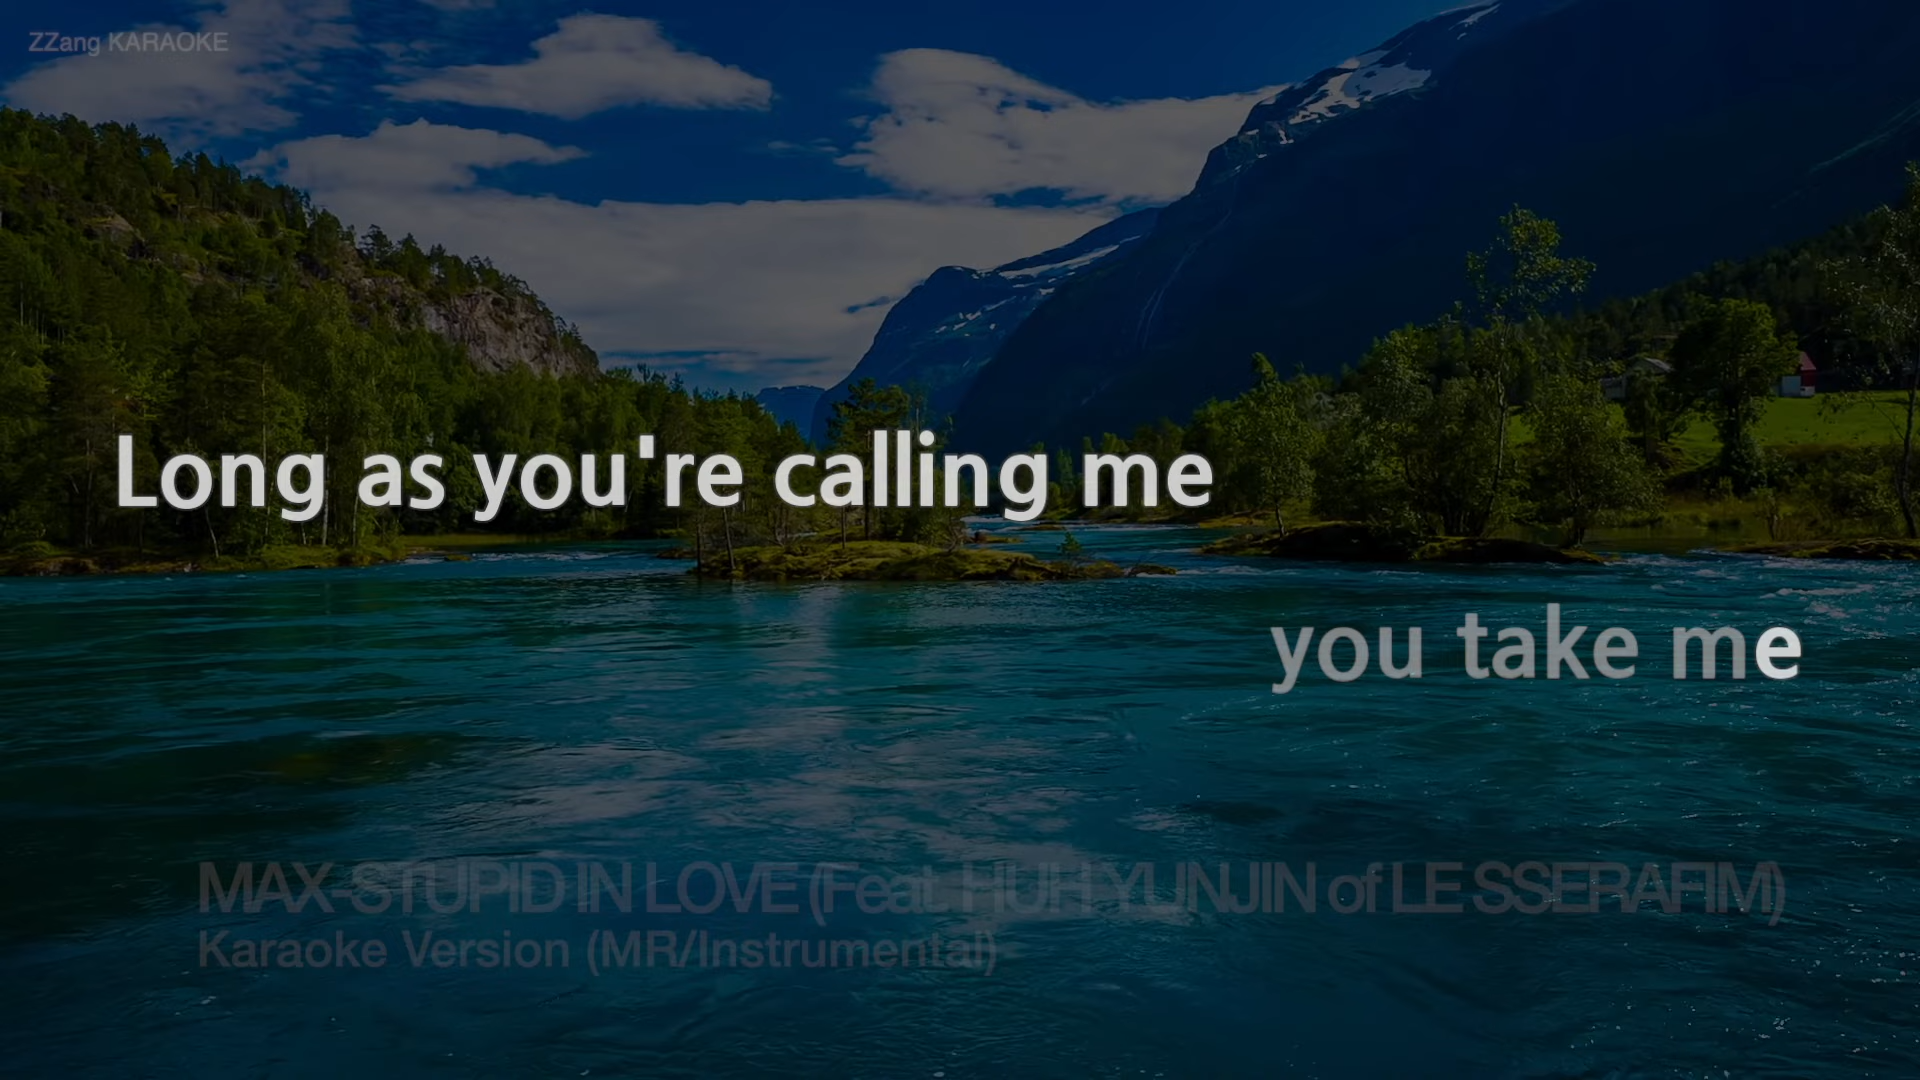 ZZang KARAOKE
Long as you're calling me
you take me
MAX-STUPID IN LOVE (Feat. HUH YUNJIN of LE SSERAFIM)
Karaoke Version (MR/Instrumental)